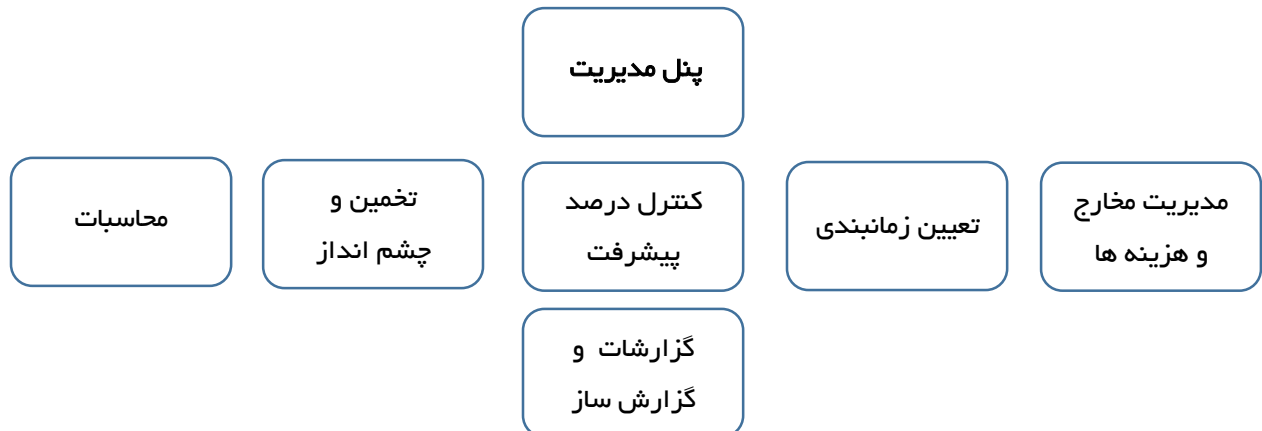 پنل مدیریت
مدیریت مخارج
و هزینه ها
تعیین زمانبندی
کنترل درصد
پیشرفت
تخمین و
چشم انداز
محاسبات
گزارشات و
گزارش ساز